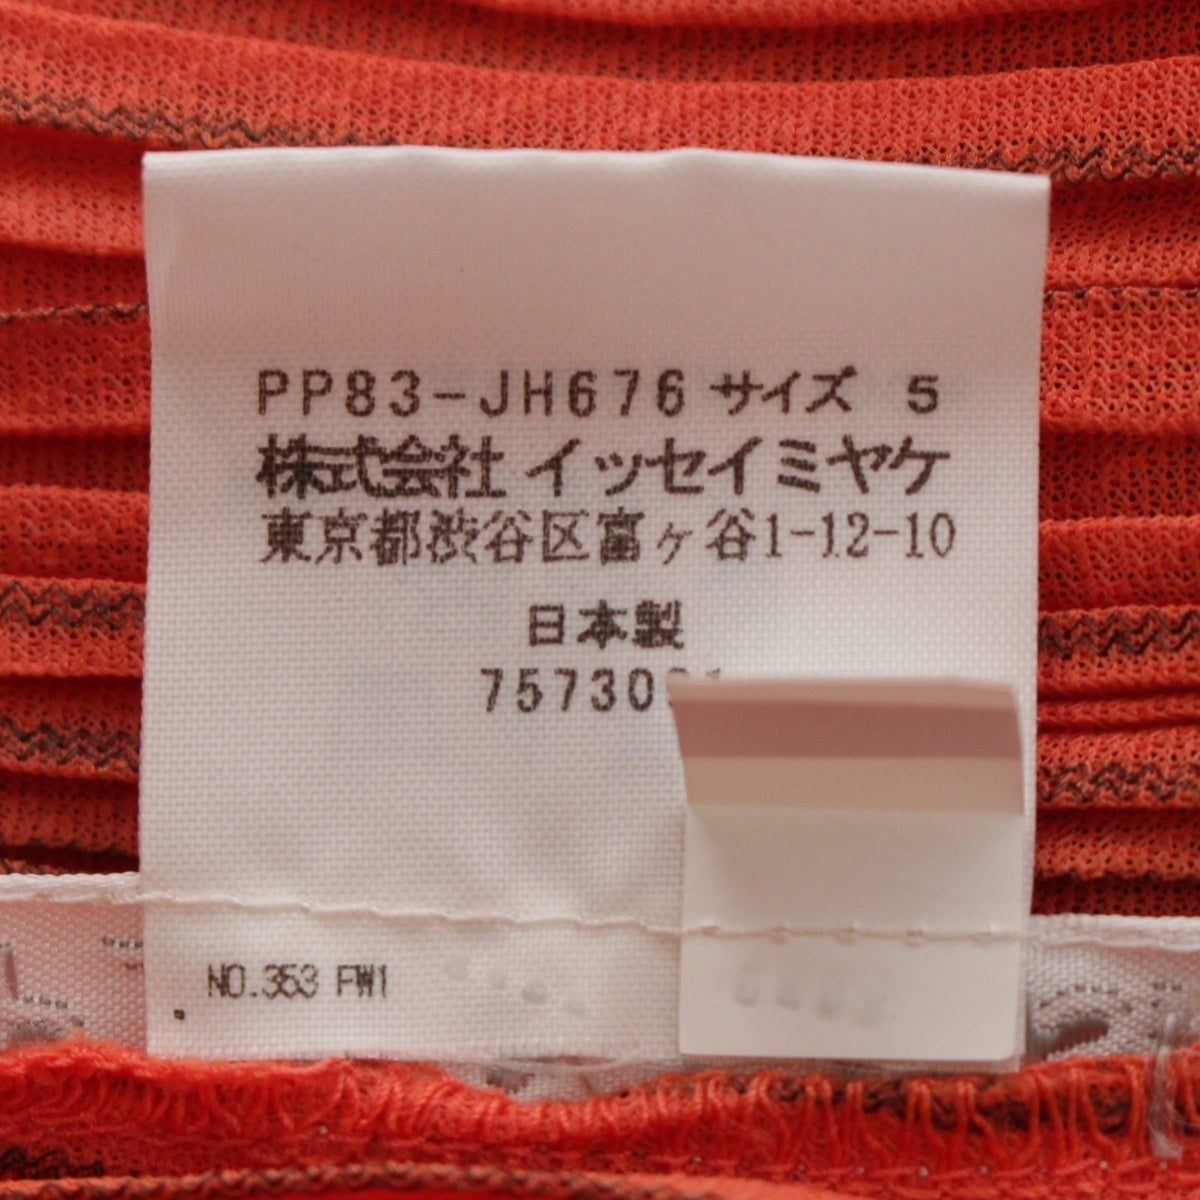 PP83-JH676 サイズ 5
株式会社 イッセイミヤケ
東京都渋谷区富ヶ谷1-12-10
日本製
NO.353 FW1